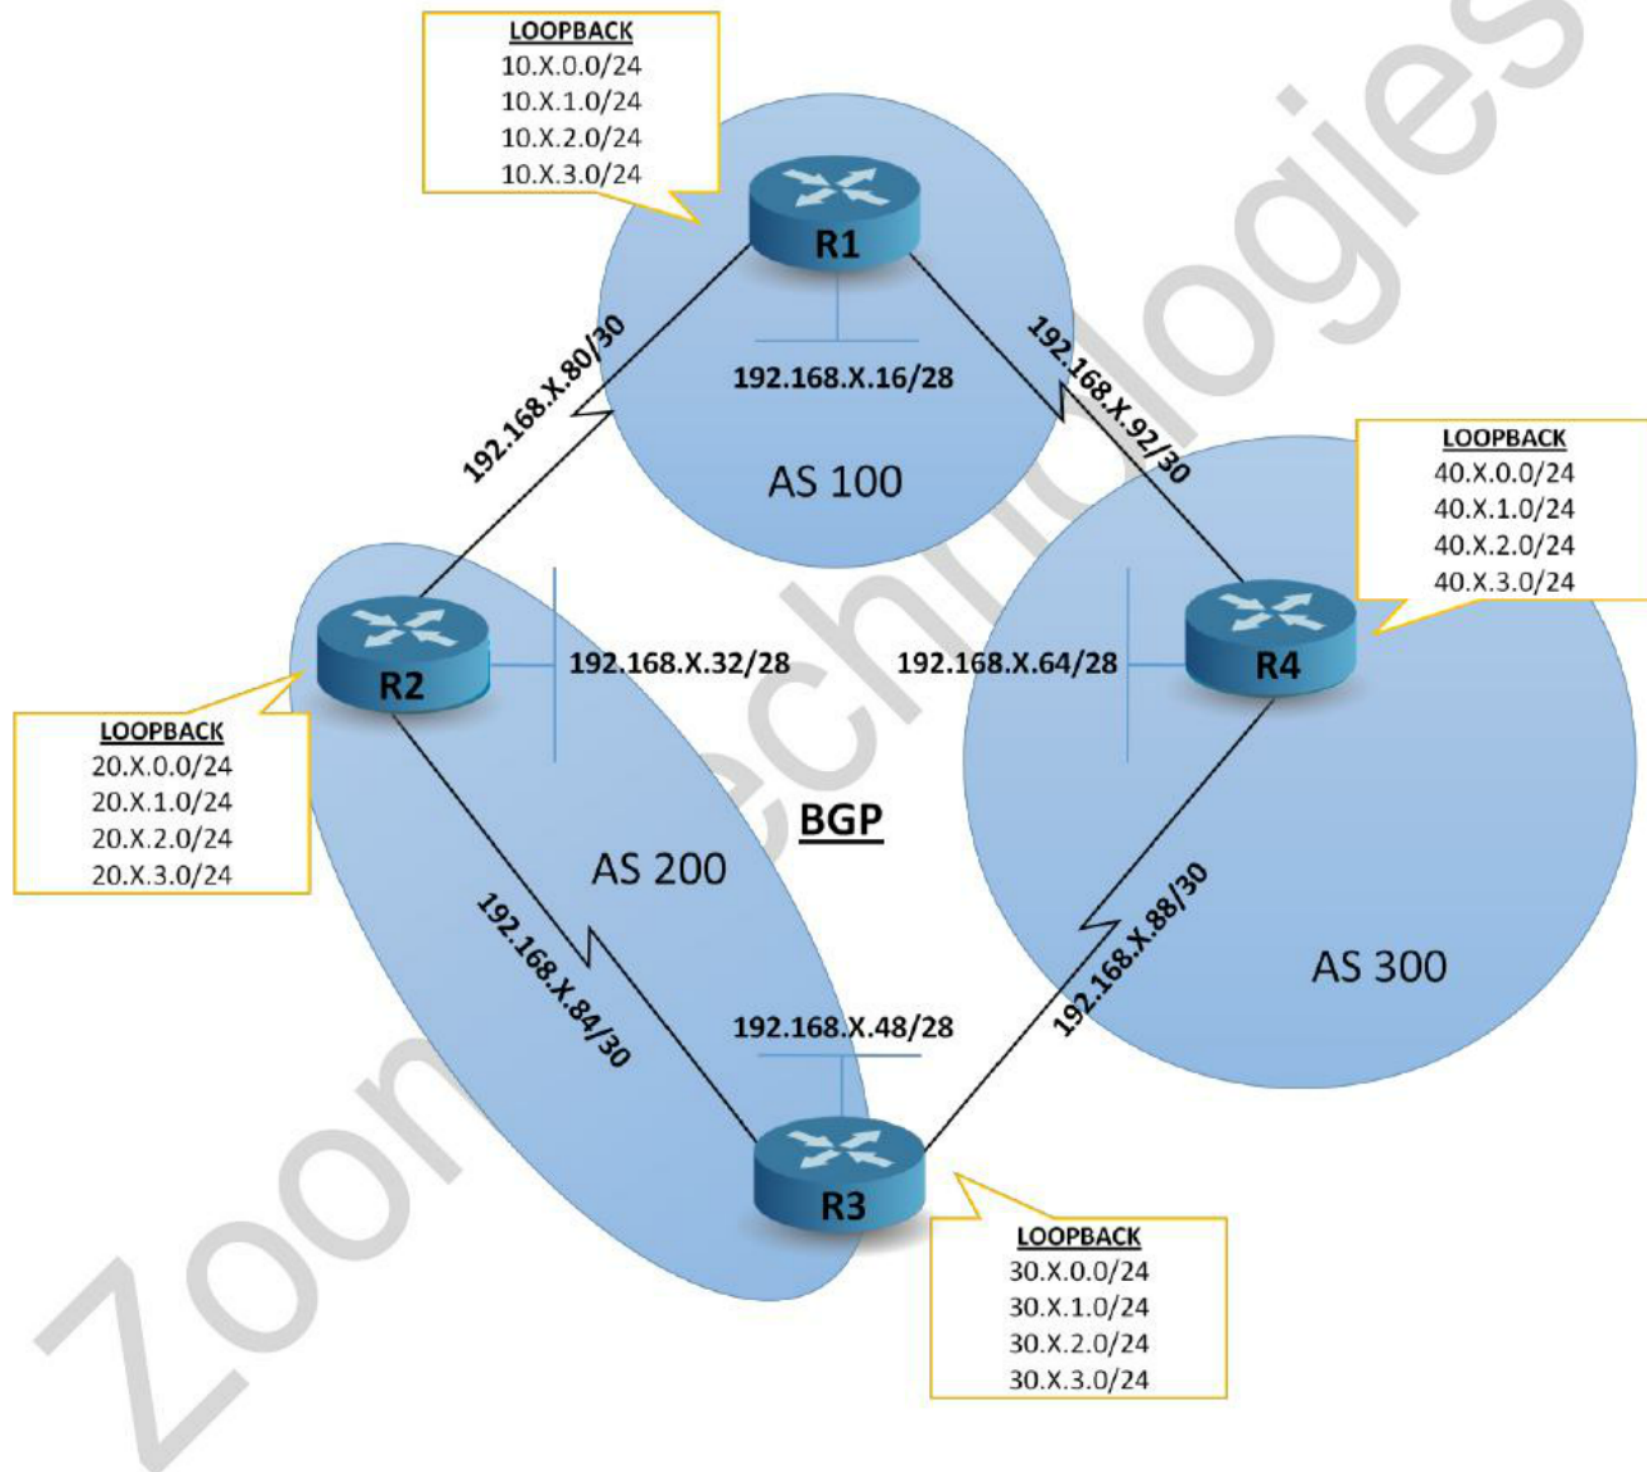 LOOPBACK
10.X.0.0/24
10.X.1.0/24
10.X.2.0/24
10.X.3.0/24
R1
192.168.X.80/30
192.168.X.16/28
192.168.X.92/30
AS 100
LOOPBACK
40.X.0.0/24
40.X.1.0/24
40.X.2.0/24
40.X.3.0/24
R2
192.168.X.32/28
192.168.X.64/28
R4
LOOPBACK
20.X.0.0/24
20.X.1.0/24
20.X.2.0/24
20.X.3.0/24
BGP
AS 200
192.168.X.84/30
192.168.X.88/30
AS 300
192.168.X.48/28
R3
LOOPBACK
30.X.0.0/24
30.X.1.0/24
30.X.2.0/24
30.X.3.0/24
Zoom Technologies